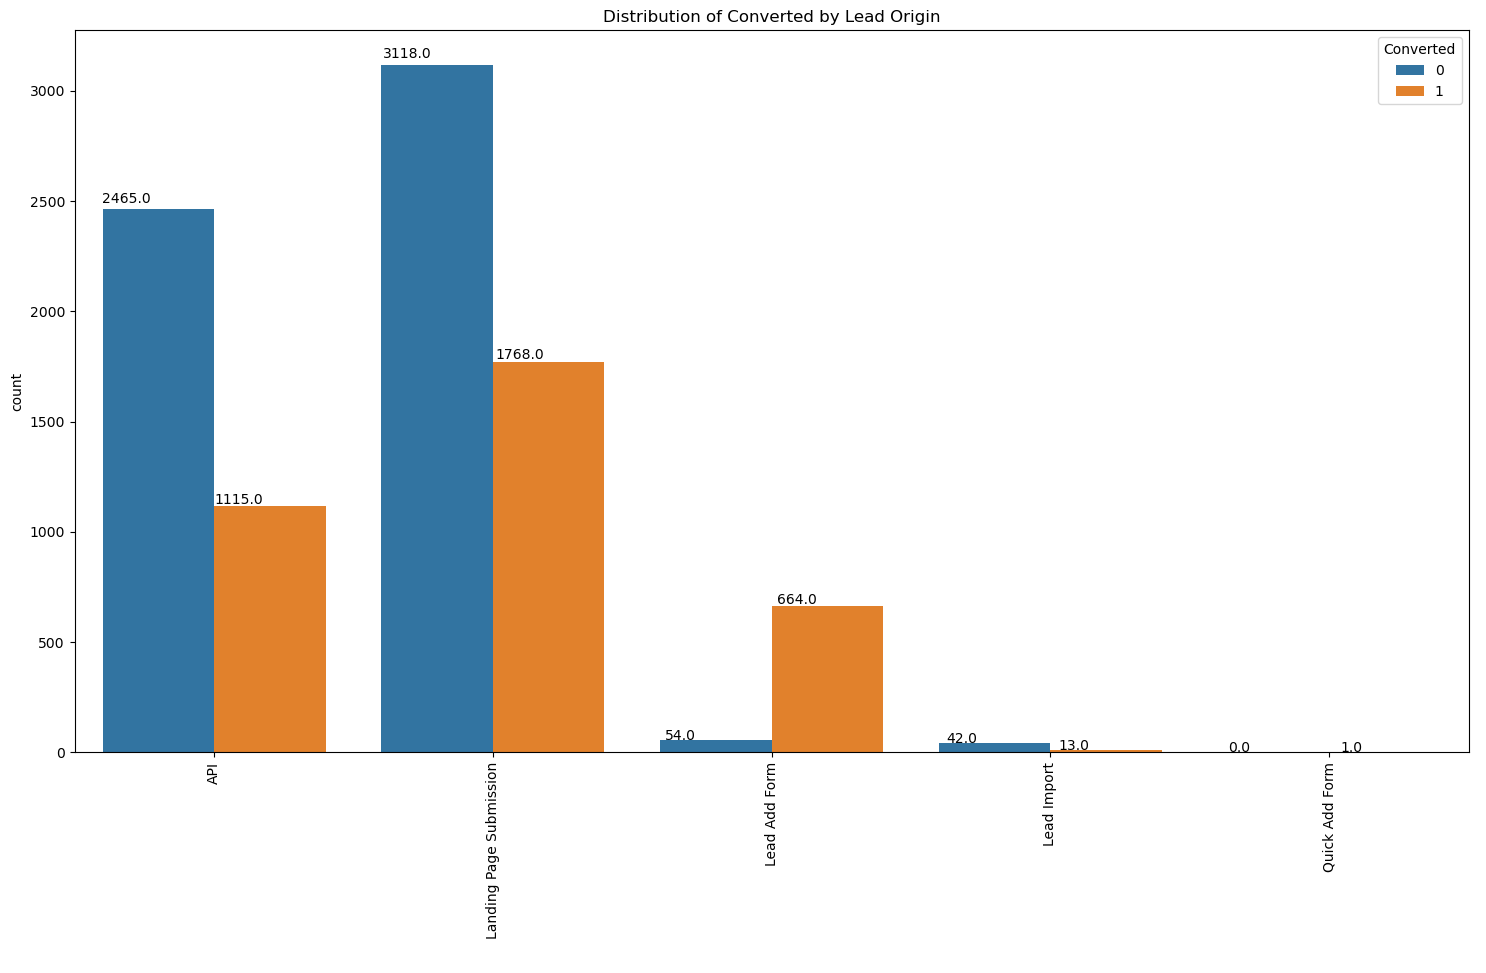 Distribution of Converted by Lead Origin
Converted
0
1
count
3000
2500
2000
1500
1000
500
0
2465.0
1115.0
3118.0
1768.0
54.0
664.0
42.0
13.0
0.0
1.0
API
Landing Page Submission
Lead Add Form
Lead Import
Quick Add Form